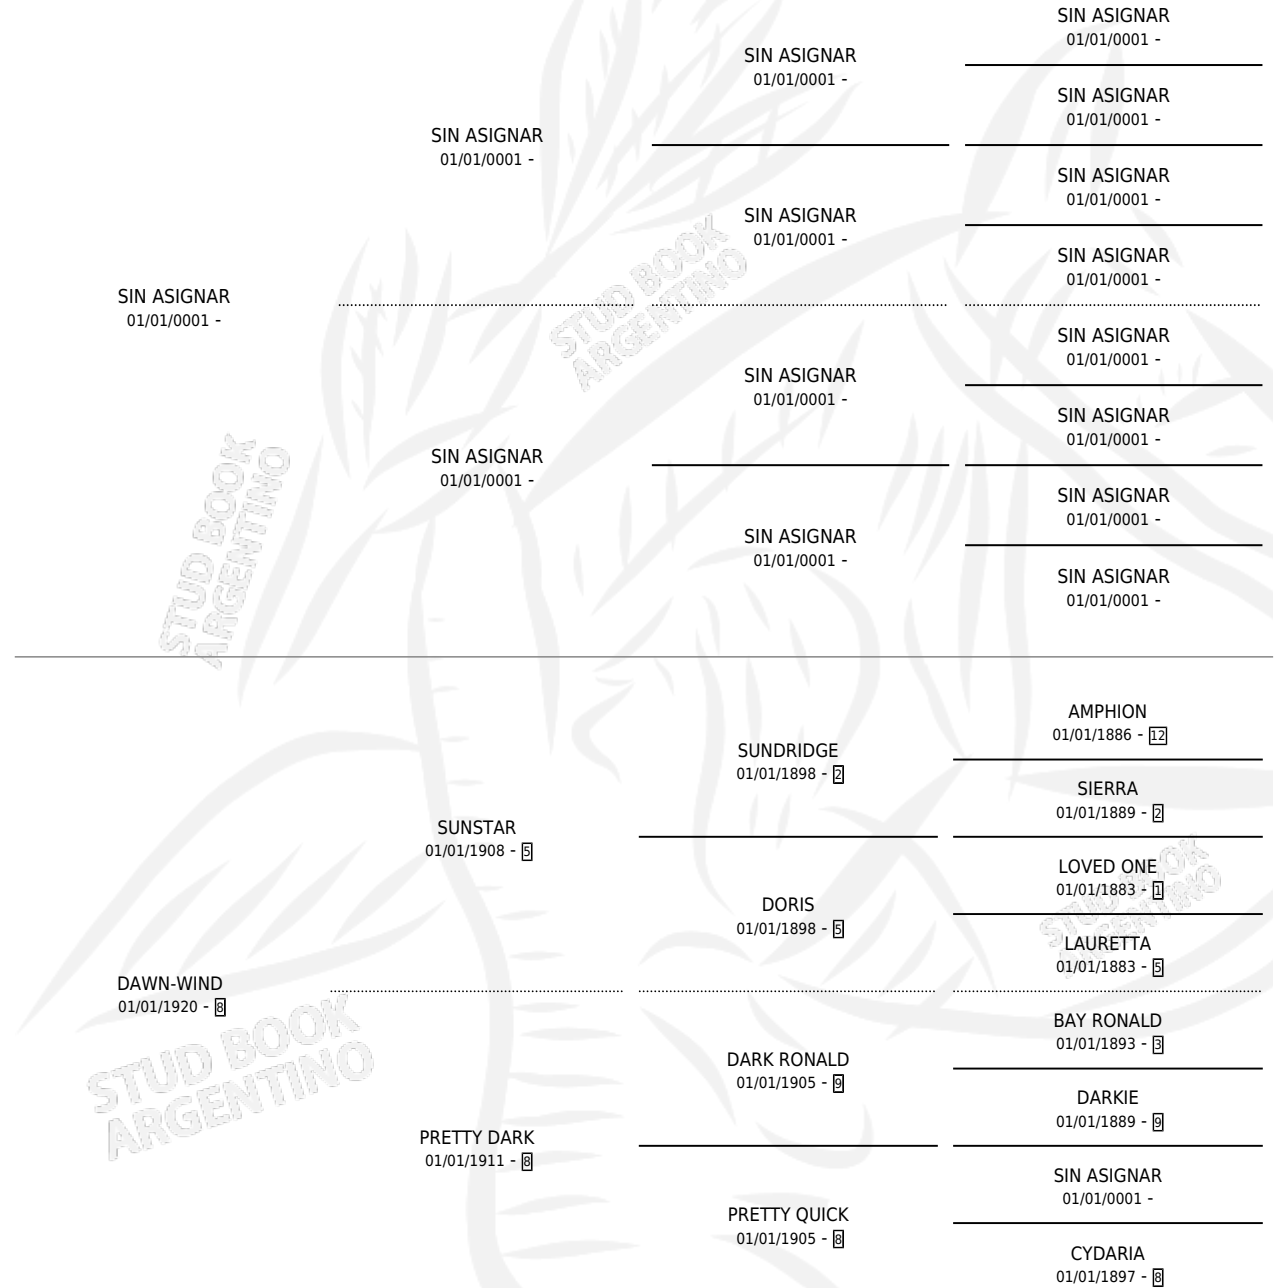 SIN ASIGNAR
01/01/0001 -
SIN ASIGNAR
01/01/0001 -
SIN ASIGNAR
01/01/0001 -
SIN ASIGNAR
01/01/0001 -
SIN ASIGNAR
01/01/0001 -
SIN ASIGNAR
01/01/0001 -
SIN ASIGNAR
01/01/0001 -
SIN ASIGNAR
01/01/0001 -
SIN ASIGNAR
01/01/0001 -
SIN ASIGNAR
01/01/0001 -
SIN ASIGNAR
01/01/0001 -
SIN ASIGNAR
01/01/0001 -
SIN ASIGNAR
01/01/0001 -
SIN ASIGNAR
01/01/0001 -
SIN ASIGNAR
01/01/0001 -
STUD BOOK
ARGENTINO
STUD BOOK
ARGENTINO
AMPHION
01/01/1886 - 12
SUNDRIDGE
01/01/1898 - 2
SIERRA
01/01/1889 - 2
SUNSTAR
01/01/1908 - 5
LOVED ONE
01/01/1883 - 1
DORIS
01/01/1898 - 5
LAURETTA
01/01/1883 - 5
STUD BOOK
ARGENTINO
DAWN-WIND
01/01/1920 - 8
BAY RONALD
01/01/1893 - 3
DARK RONALD
01/01/1905 - 9
DARKIE
01/01/1889 - 9
STUD BOOK
ARGENTINO
PRETTY DARK
01/01/1911 - 8
SIN ASIGNAR
01/01/0001 -
PRETTY QUICK
01/01/1905 - 8
CYDARIA
01/01/1897 - 8